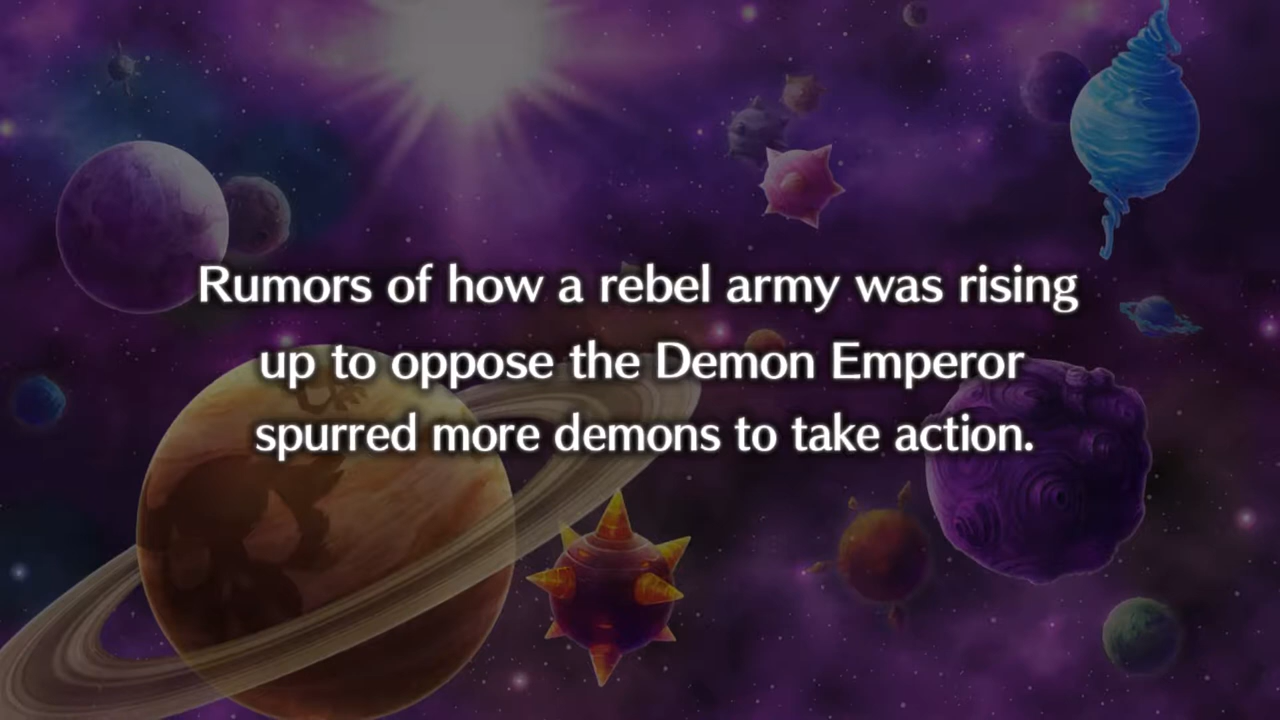 Rumors of how a rebel army was rising
up to oppose the Demon Emperor
spurred more demons to take action.